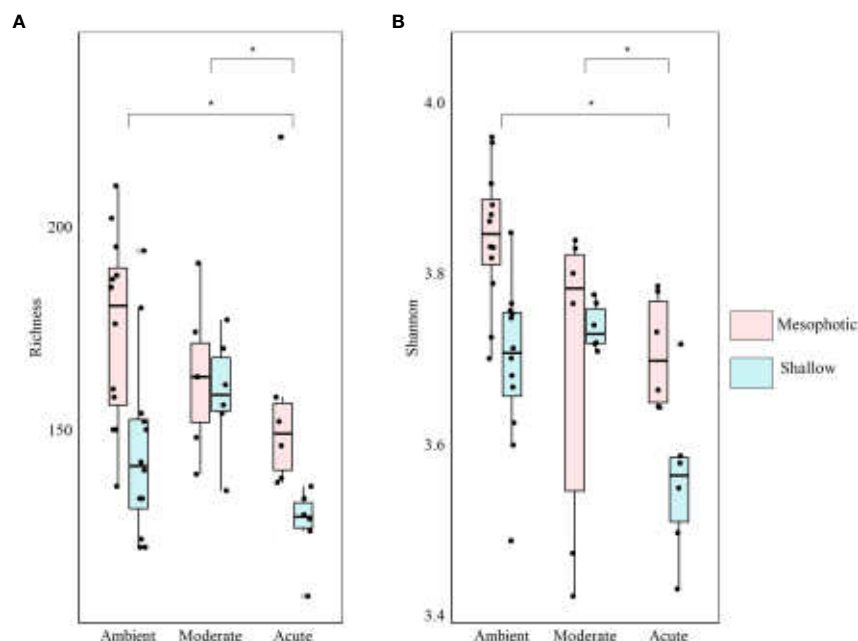 A
B
*
*
*
*
4.0
200
3.8
Richness
Shannon
Mesophotic
Shallow
150
3.6
3.4
Ambient Moderate Acute
Ambient Moderate Acute